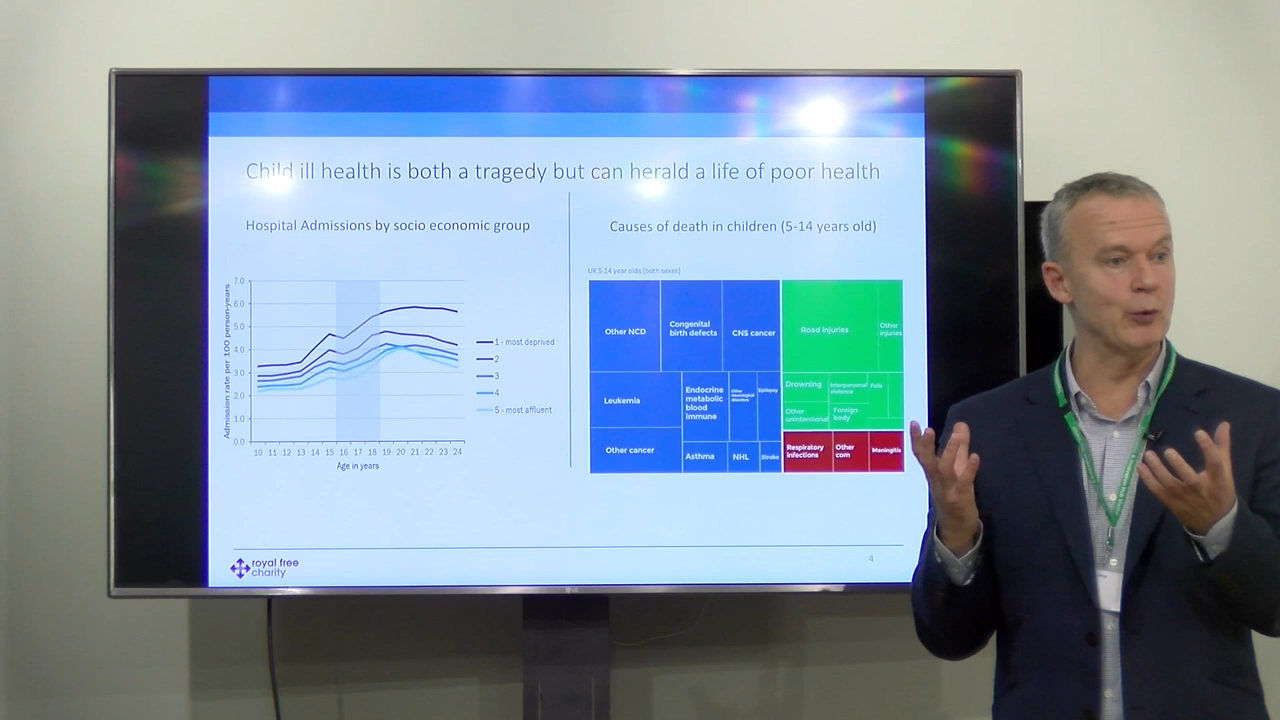 Child ill health is both a tragedy but can herald a life of poor health
Hospital Admissions by socio economic group
Admission rate per 100 person-years
7.0
6.0
5.0
4.0
3.0
2.0
1.0
0.0
10 11 12 13 14 15 16 17 18 19 20 21 22 23 24
Age in years
1 - most deprived
2
3
4
5 - most affluent
Causes of death in children (5-14 years old)
UK 5-14 year olds (both sexes)
Other NCD
Congenital
birth defects
CNS cancer
Leukemia
Endocrine
metabolic
blood
immune
Other
neurological
disorders
Epilepsy
Other cancer
Asthma
NHL
Stroke
Road injuries
Other
injuries
Drowning
Interpersonal
violence
Falls
Other
unintentional
Foreign
body
Respiratory
infections
Other
com
Meningitis
royal free
charity
4